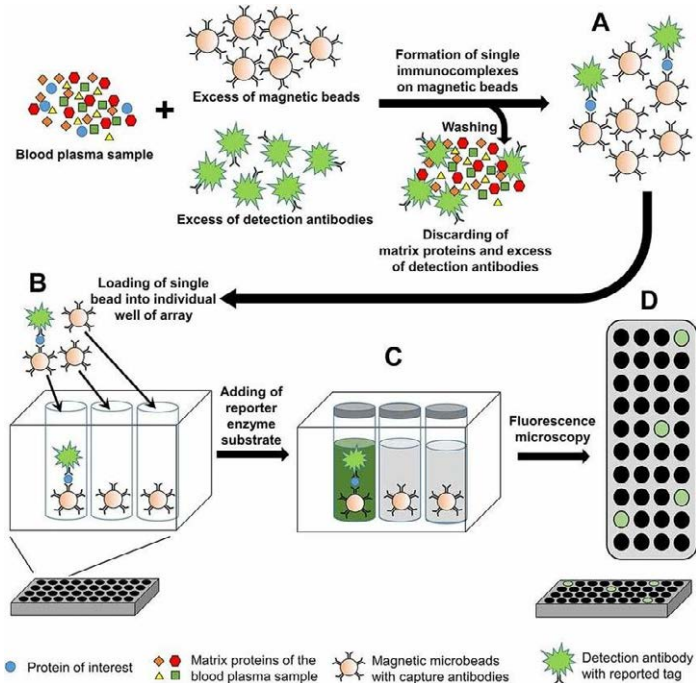 A
Formation of single
immunocomplexes
on magnetic beads
Excess of magnetic beads
Washing
Blood plasma sample
Excess of detection antibodies
Discarding of
matrix proteins and excess
of detection antibodies
B
Loading of single
bead into individual
well of array
D
C
Adding of
reporter
enzyme
substrate
Fluorescence
microscopy
Protein of interest
Matrix proteins of the
blood plasma sample
Magnetic microbeads
with capture antibodies
Detection antibody
with reported tag